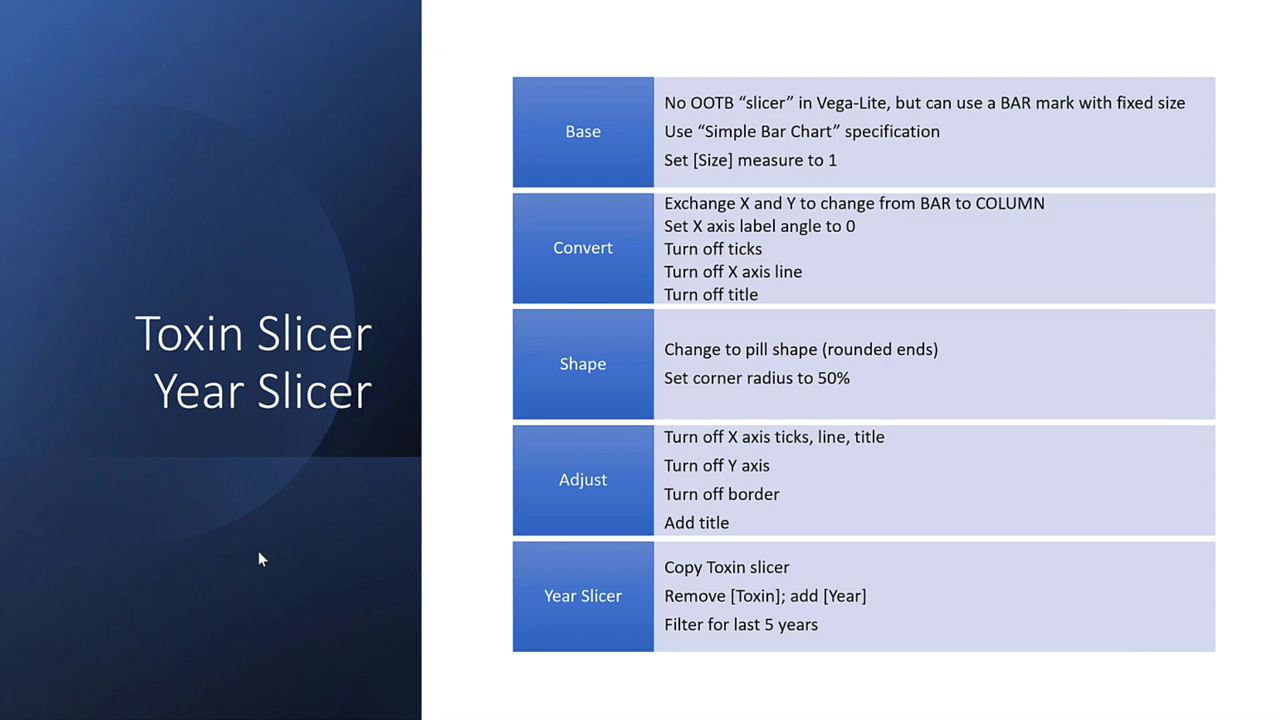 Toxin Slicer
Year Slicer
Base
No OOTB “slicer” in Vega-Lite, but can use a BAR mark with fixed size
Use “Simple Bar Chart” specification
Set [Size] measure to 1
Convert
Exchange X and Y to change from BAR to COLUMN
Set X axis label angle to 0
Turn off ticks
Turn off X axis line
Turn off title
Shape
Change to pill shape (rounded ends)
Set corner radius to 50%
Adjust
Turn off X axis ticks, line, title
Turn off Y axis
Turn off border
Add title
Year Slicer
Copy Toxin slicer
Remove [Toxin]; add [Year]
Filter for last 5 years